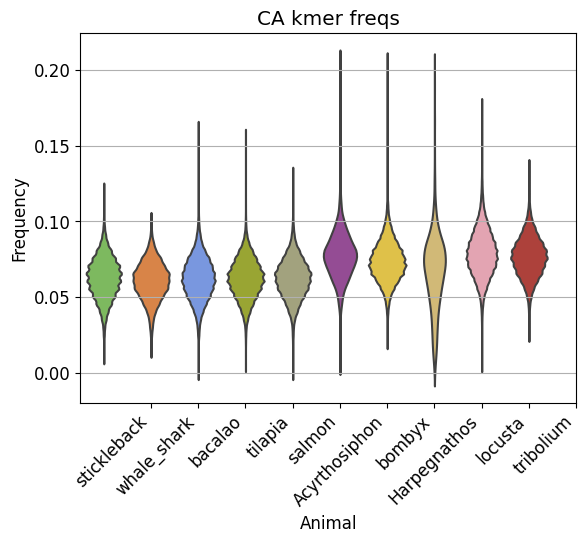 CA kmer freqs
Frequency
0.20
0.15
0.10
0.05
0.00
stickleback
whale_shark
bacalao
tilapia
salmon
Acyrthosiphon
bombyx
Harpegnathos
locusta
tribolium
Animal